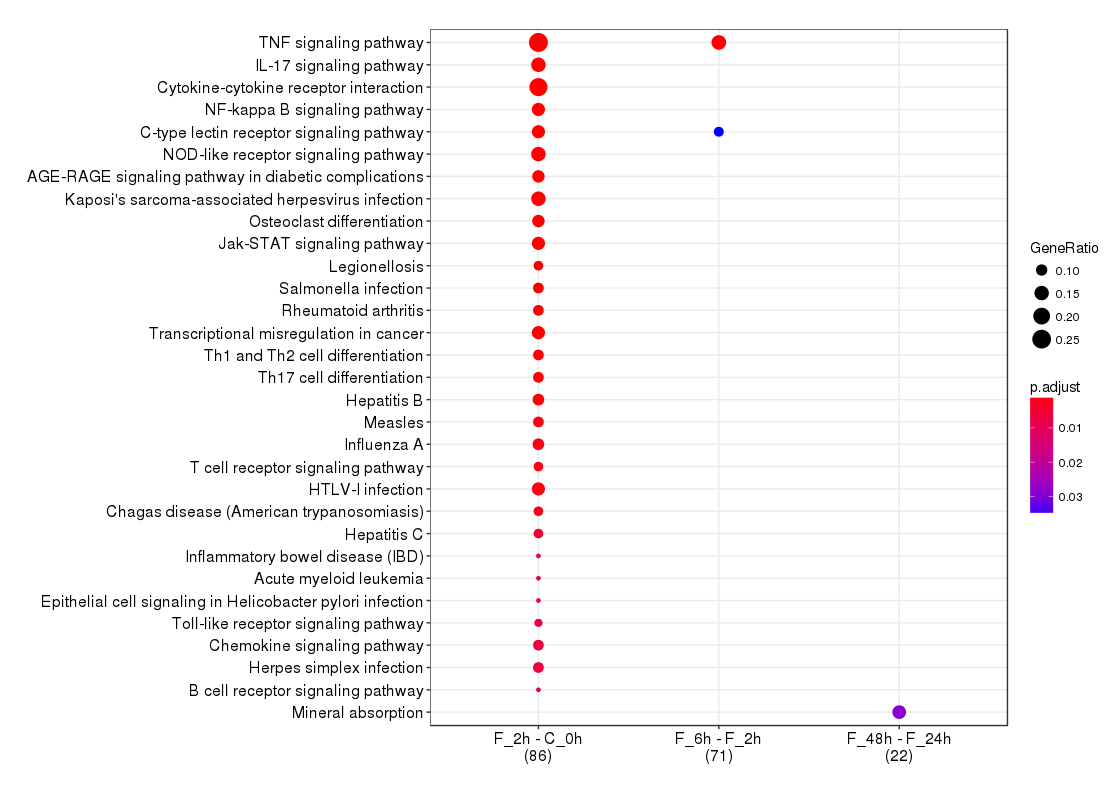 TNF signaling pathway
IL-17 signaling pathway
Cytokine-cytokine receptor interaction
NF-kappa B signaling pathway
C-type lectin receptor signaling pathway
NOD-like receptor signaling pathway
AGE-RAGE signaling pathway in diabetic complications
Kaposi's sarcoma-associated herpesvirus infection
Osteoclast differentiation
Jak-STAT signaling pathway
Legionellosis
Salmonella infection
Rheumatoid arthritis
Transcriptional misregulation in cancer
Th1 and Th2 cell differentiation
Th17 cell differentiation
Hepatitis B
Measles
Influenza A
T cell receptor signaling pathway
HTLV-I infection
Chagas disease (American trypanosomiasis)
Hepatitis C
Inflammatory bowel disease (IBD)
Acute myeloid leukemia
Epithelial cell signaling in Helicobacter pylori infection
Toll-like receptor signaling pathway
Chemokine signaling pathway
Herpes simplex infection
B cell receptor signaling pathway
Mineral absorption
F_2h - C_0h
(86)
F_6h - F_2h
(71)
F_48h - F_24h
(22)
GeneRatio
0.10
0.15
0.20
0.25
p.adjust
0.01
0.02
0.03